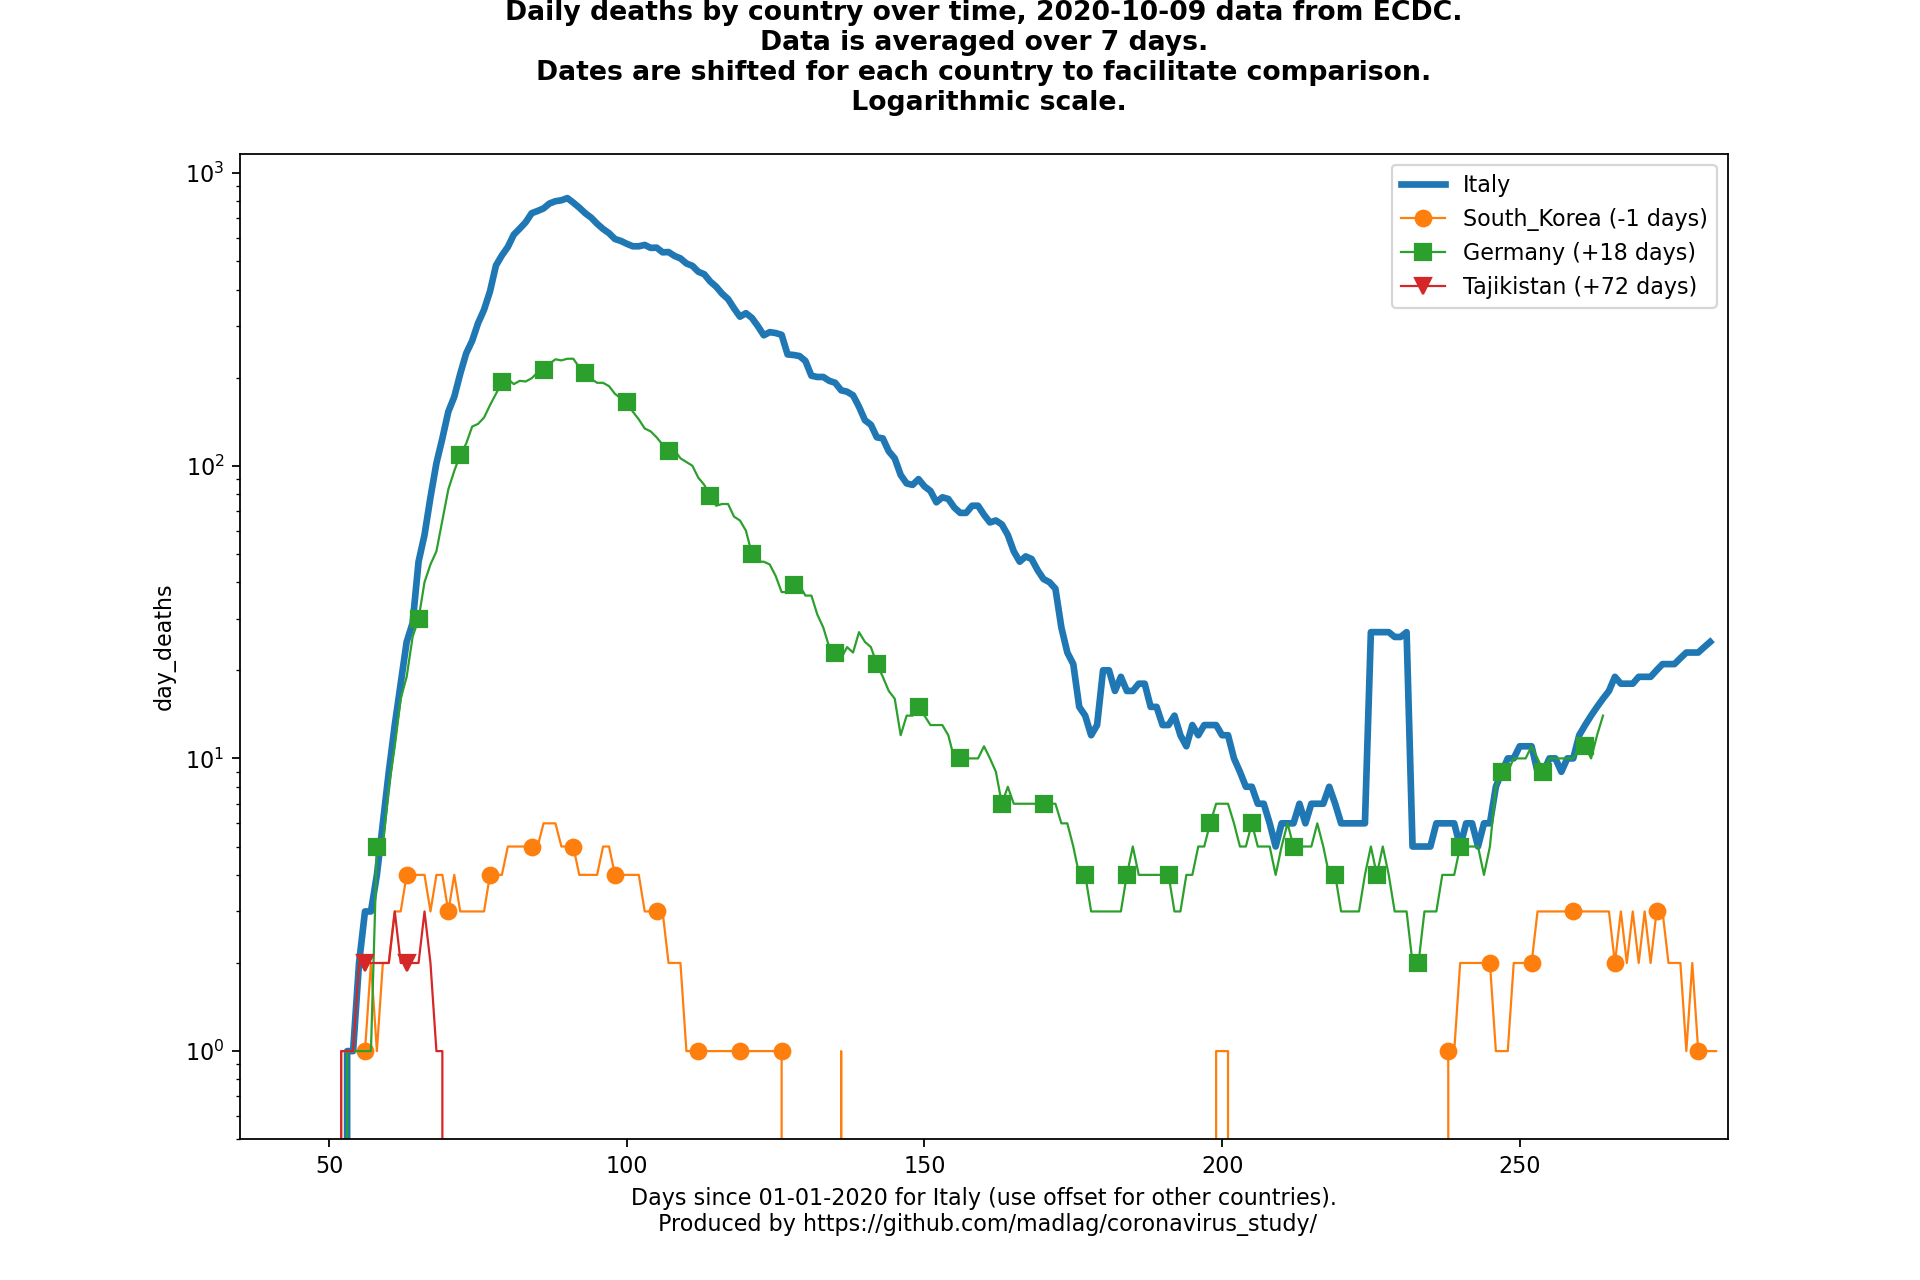 Daily deaths by country over time, 2020-10-09 data from ECDC.
Data is averaged over 7 days.
Dates are shifted for each country to facilitate comparison.
Logarithmic scale.
10³
10²
10¹
10⁰
day_deaths
Italy
South_Korea (-1 days)
Germany (+18 days)
Tajikistan (+72 days)
50 100 150 200 250
Days since 01-01-2020 for Italy (use offset for other countries).
Produced by https://github.com/madlag/coronavirus_study/